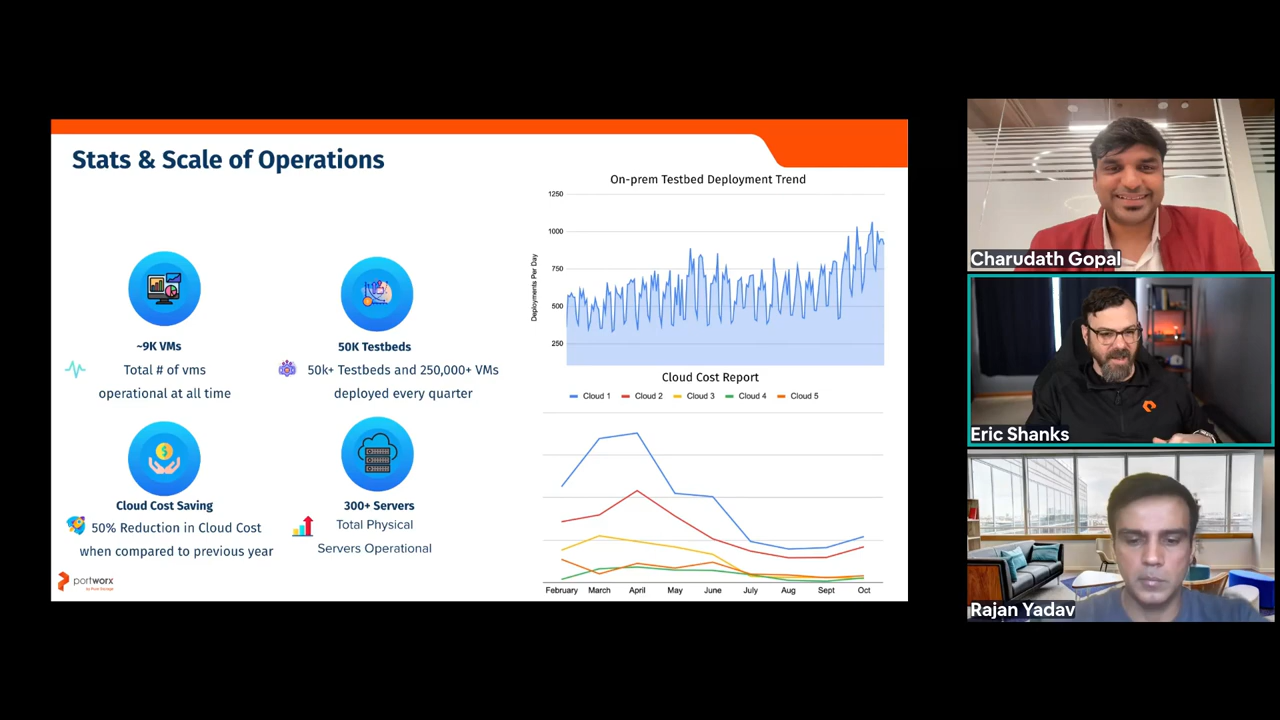 Stats & Scale of Operations
~9K VMs
Total # of vms
operational at all time
50K Testbeds
50k+ Testbeds and 250,000+ VMs
deployed every quarter
Cloud Cost Saving
50% Reduction in Cloud Cost
when compared to previous year
300+ Servers
Total Physical
Servers Operational
portworx
by Pure Storage
On-prem Testbed Deployment Trend
Deployments Per Day
1250
1000
750
500
250
Cloud Cost Report
Cloud 1 Cloud 2 Cloud 3 Cloud 4 Cloud 5
February March April May June July Aug Sept Oct
Charudath Gopal
Eric Shanks
Rajan Yadav